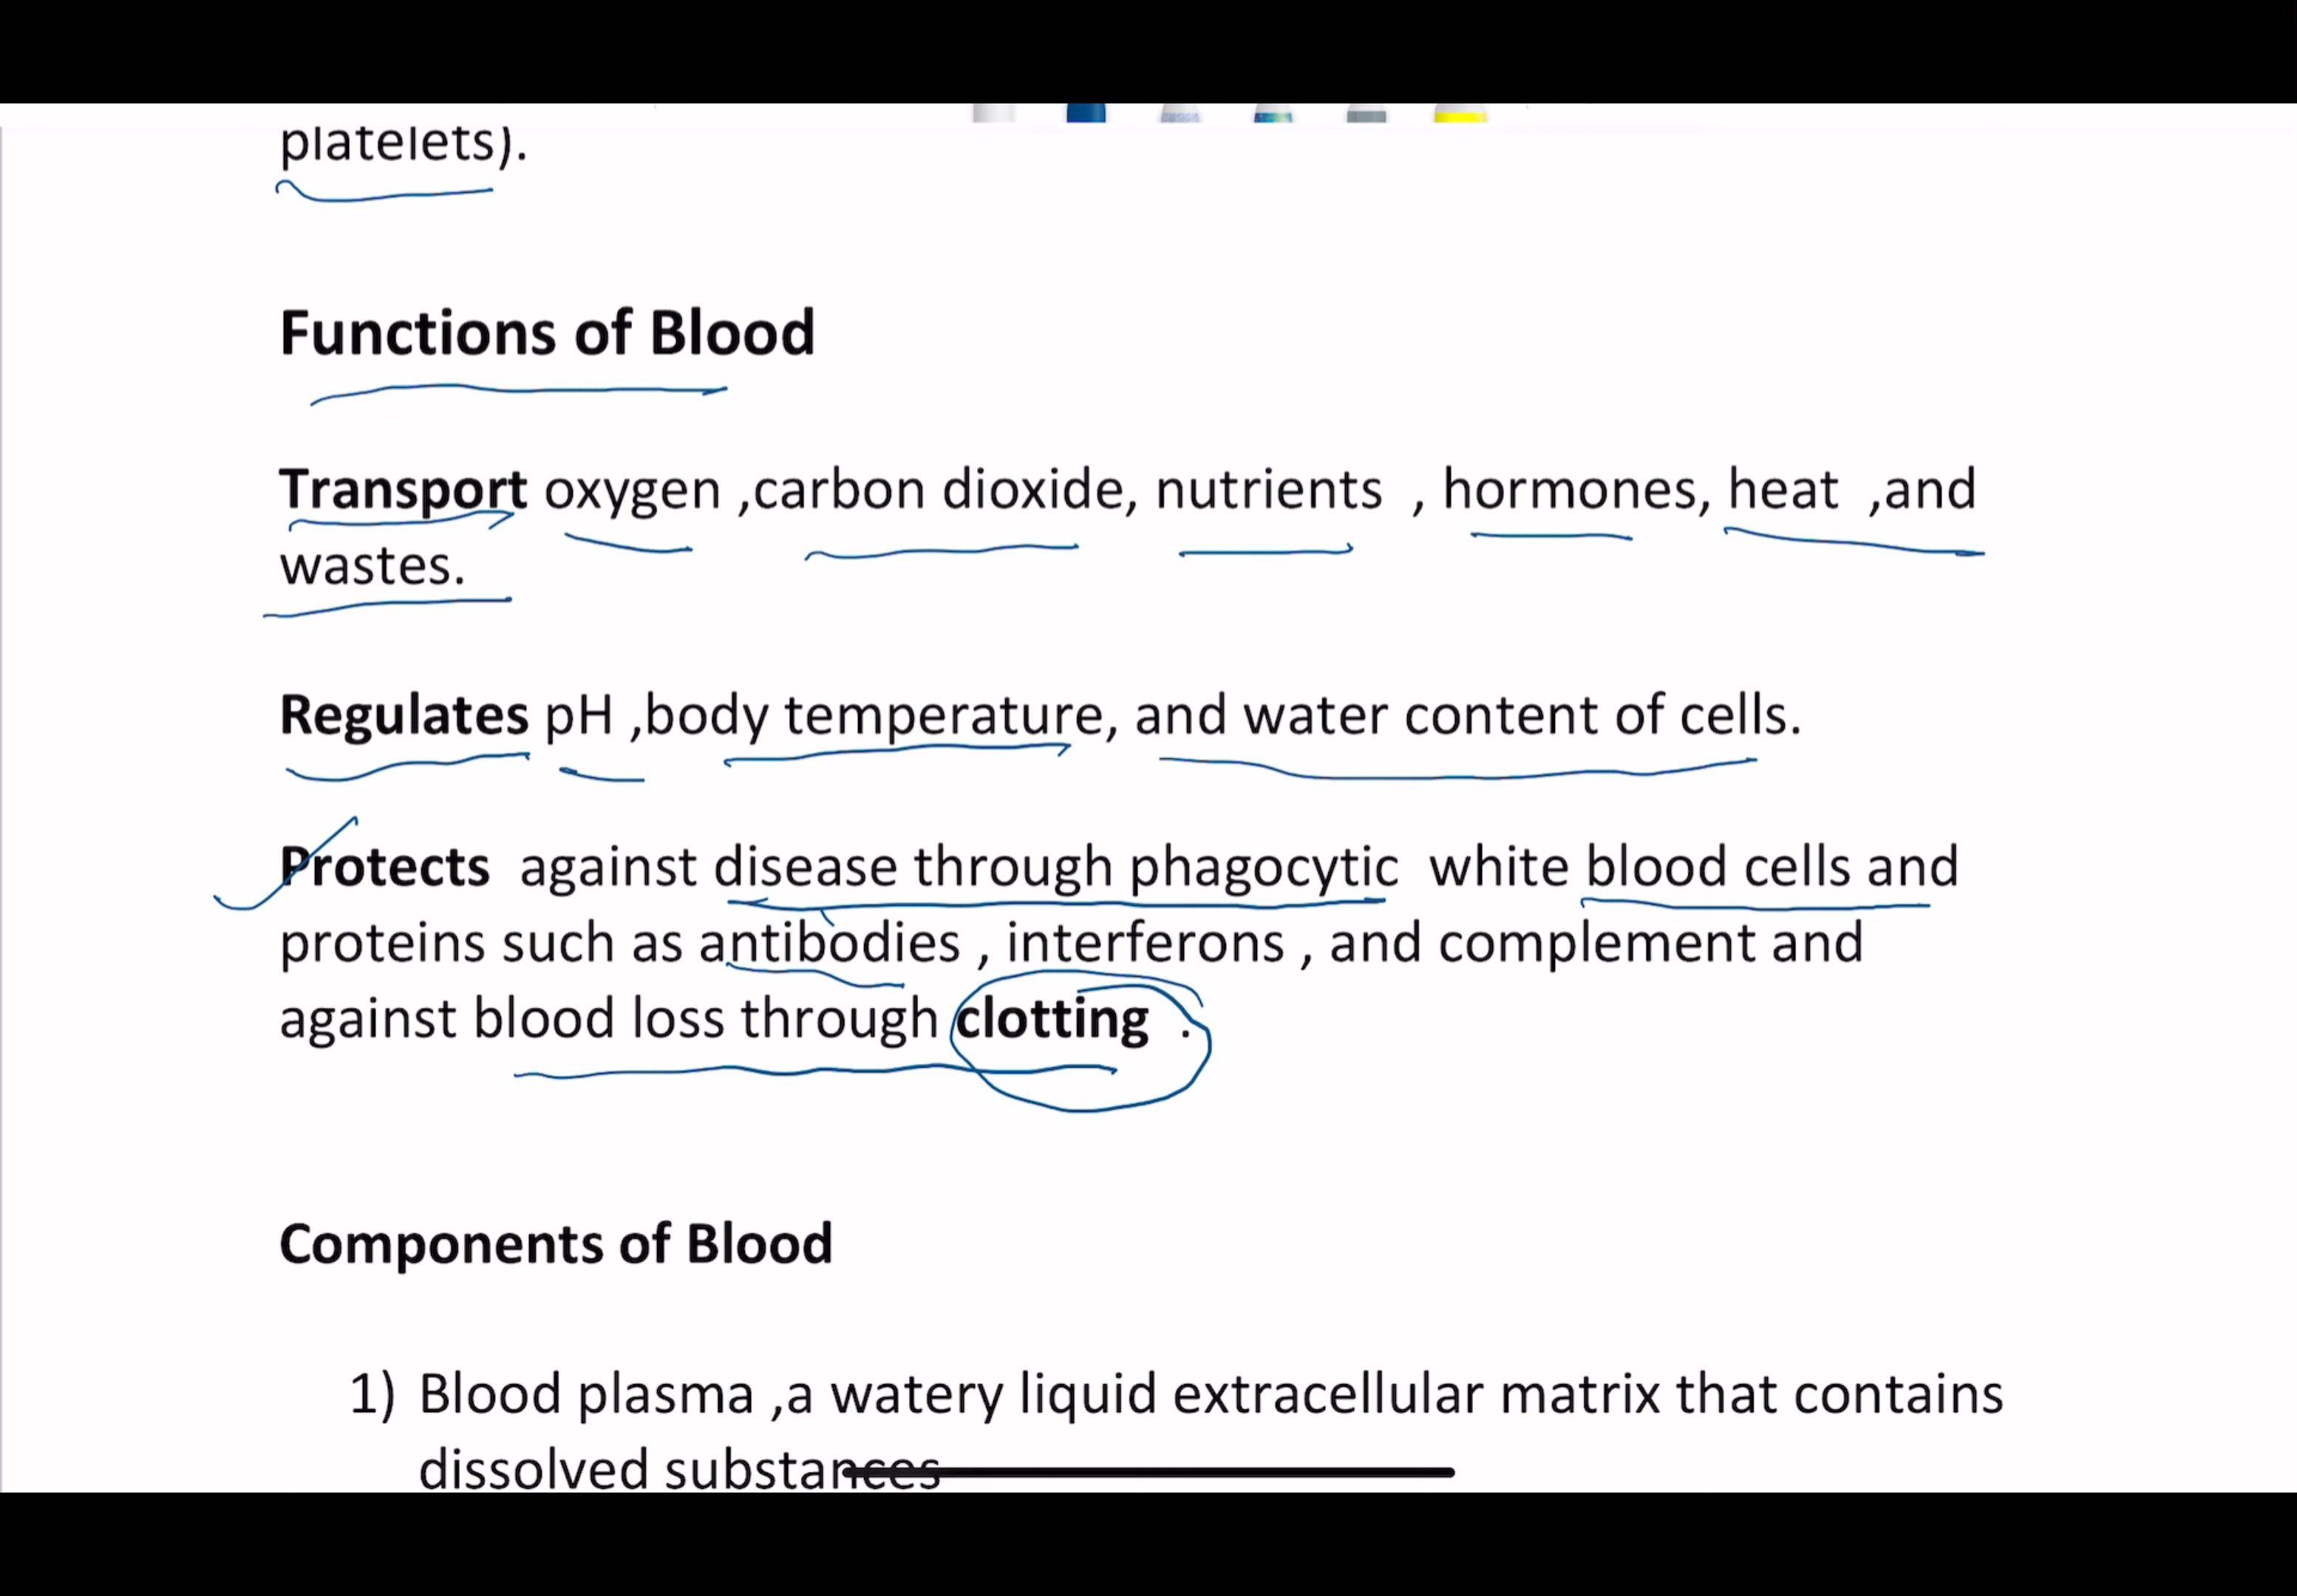 platelets).
Functions of Blood
Transport oxygen ,carbon dioxide, nutrients , hormones, heat ,and
wastes.
Regulates pH ,body temperature, and water content of cells.
Protects against disease through phagocytic white blood cells and
proteins such as antibodies , interferons , and complement and
against blood loss through clotting .
Components of Blood
1) Blood plasma ,a watery liquid extracellular matrix that contains
dissolved substances